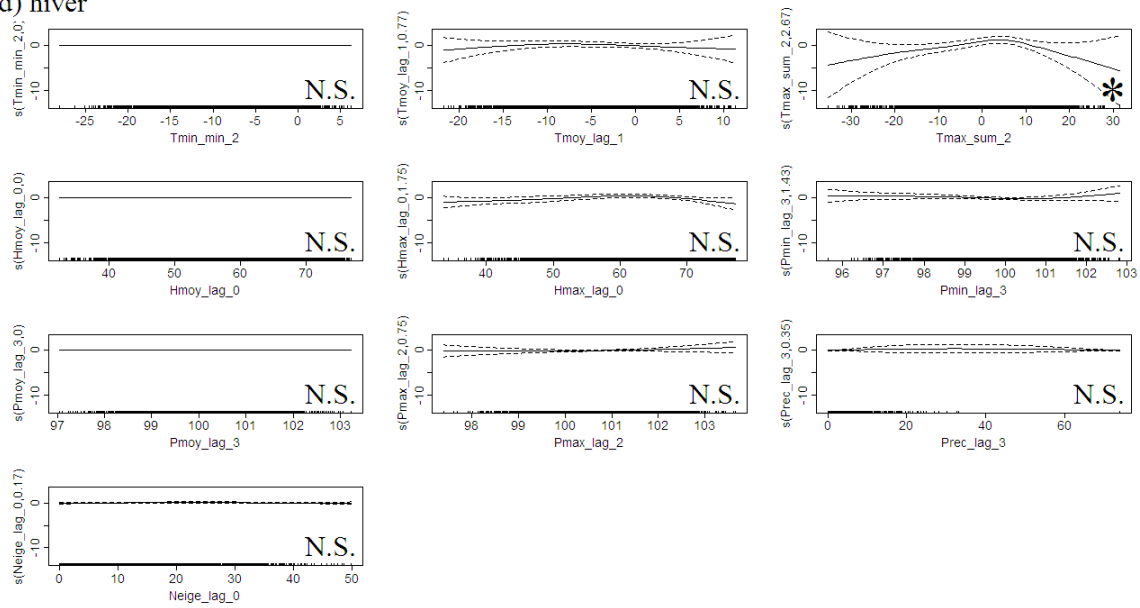 d) hiver
s(Tmin_min_2,0)
0
-10
N.S.
-25 -20 -15 -10 -5 0 5
Tmin_min_2
s(Tmoy_lag_1,0.77)
0
-10
N.S.
-20 -15 -10 -5 0 5 10
Tmoy_lag_1
s(Tmax_sum_2,2.67)
0
-10
*
-30 -20 -10 0 10 20 30
Tmax_sum_2
s(Hmoy_lag_0,0)
0
-10
N.S.
40 50 60 70
Hmoy_lag_0
s(Hmax_lag_0,1.75)
0
-10
N.S.
40 50 60 70
Hmax_lag_0
s(Pmin_lag_3,1.43)
0
-10
N.S.
96 97 98 99 100 101 102 103
Pmin_lag_3
s(Pmoy_lag_3,0)
0
-10
N.S.
97 98 99 100 101 102 103
Pmoy_lag_3
s(Pmax_lag_2,0.75)
0
-10
N.S.
98 99 100 101 102 103
Pmax_lag_2
s(Prec_lag_3,0.35)
0
-10
N.S.
0 20 40 60
Prec_lag_3
s(Neige_lag_0,0.17)
0
-10
N.S.
0 10 20 30 40 50
Neige_lag_0